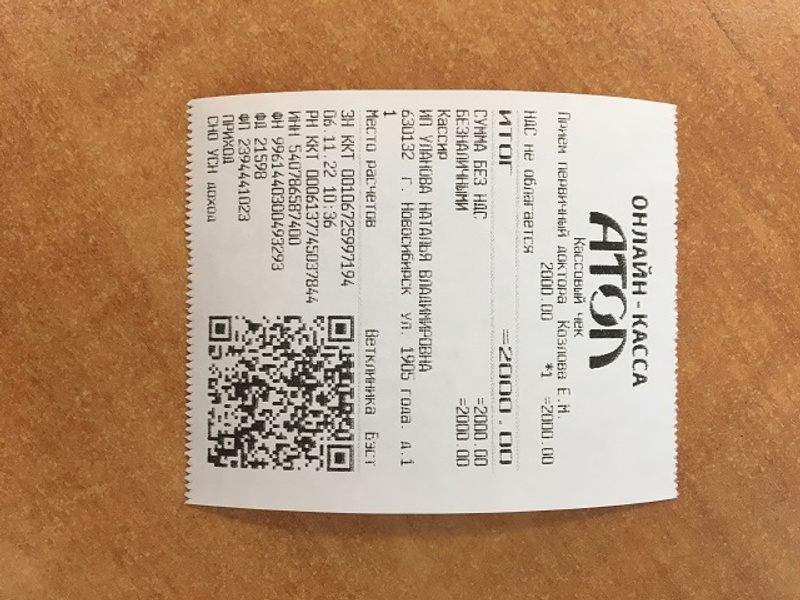 ОНЛАЙН-КАССА
АТОЛ
Кассовый чек
Прием первичный доктора Козлова Е.М.
2000.00 *1 =2000.00
НДС не облагается
ИТОГ =2000.00
СУММА БЕЗ НДС =2000.00
БЕЗНАЛИЧНЫМИ =2000.00
Кассир
ИП УЛАНОВА НАТАЛЬЯ ВЛАДИМИРОВНА
630132 г. Новосибирск ул. 1905 года. д.1
1
Место расчетов Ветклиника Бэст
ЗН ККТ 00106725997194
06.11.22 10:36
РН ККТ 0006137745037844
ИНН 540786587400
ФН 9961440300493293
ФД 21598
ФП 2394441023
ПРИХОД
СНО УСН доход